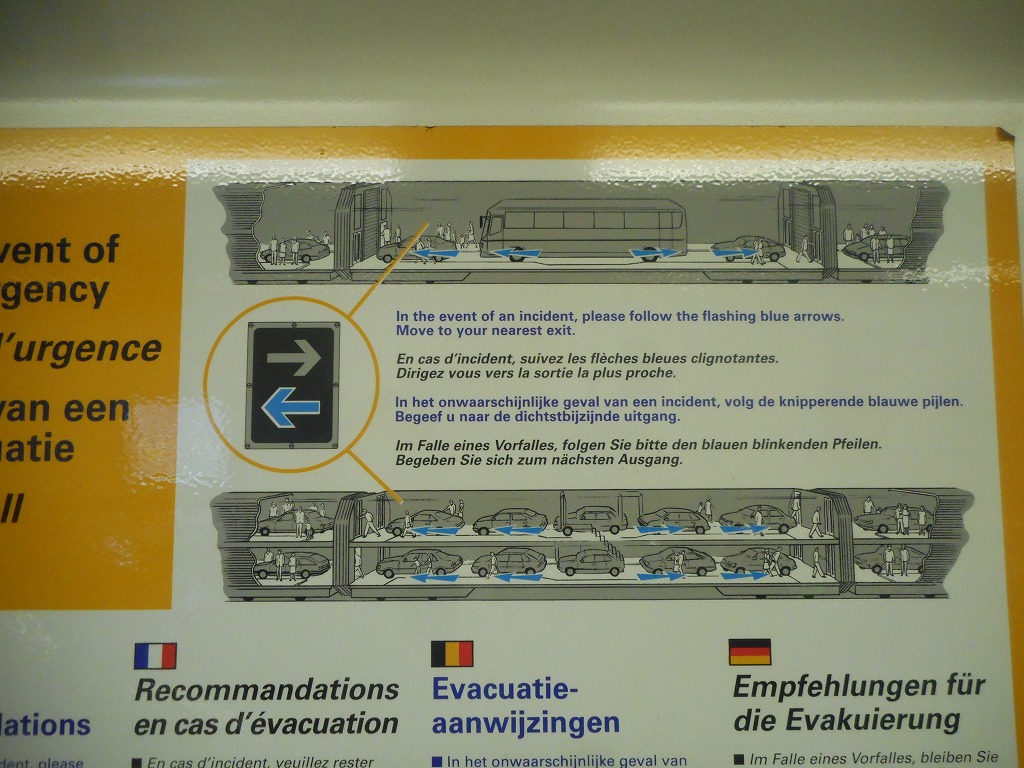 vent of
gency
d'urgence
van een
uatie
ll
In the event of an incident, please follow the flashing blue arrows.
Move to your nearest exit.
En cas d'incident, suivez les flèches bleues clignotantes.
Dirigez vous vers la sortie la plus proche.
In het onwaarschijnlijke geval van een incident, volg de knipperende blauwe pijlen.
Begeef u naar de dichtstbijzijnde uitgang.
Im Falle eines Vorfalles, folgen Sie bitte den blauen blinkenden Pfeilen.
Begeben Sie sich zum nächsten Ausgang.
dations
dent, please
Recommandations
en cas d'évacuation
■ En cas d'incident, veuillez rester
Evacuatie-
aanwijzingen
■ In het onwaarschijnlijke geval van
Empfehlungen für
die Evakuierung
■ Im Falle eines Vorfalles, bleiben Sie